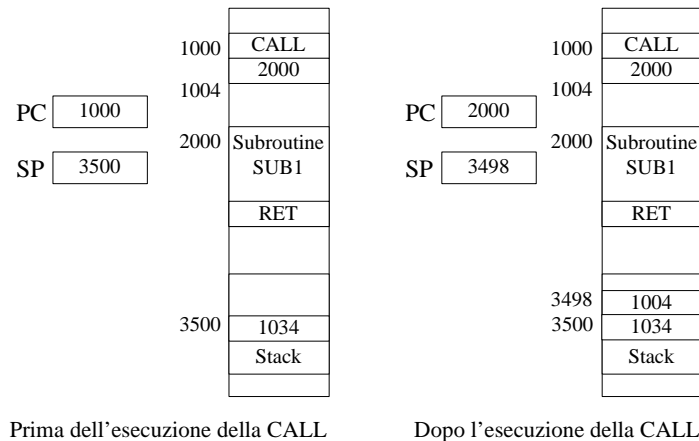 1000 CALL
2000
1004
PC 1000
2000 Subroutine
SUB1
SP 3500
RET
3500 1034
Stack
Prima dell'esecuzione della CALL
1000 CALL
2000
1004
PC 2000
2000 Subroutine
SUB1
SP 3498
RET
3498 1004
3500 1034
Stack
Dopo l'esecuzione della CALL